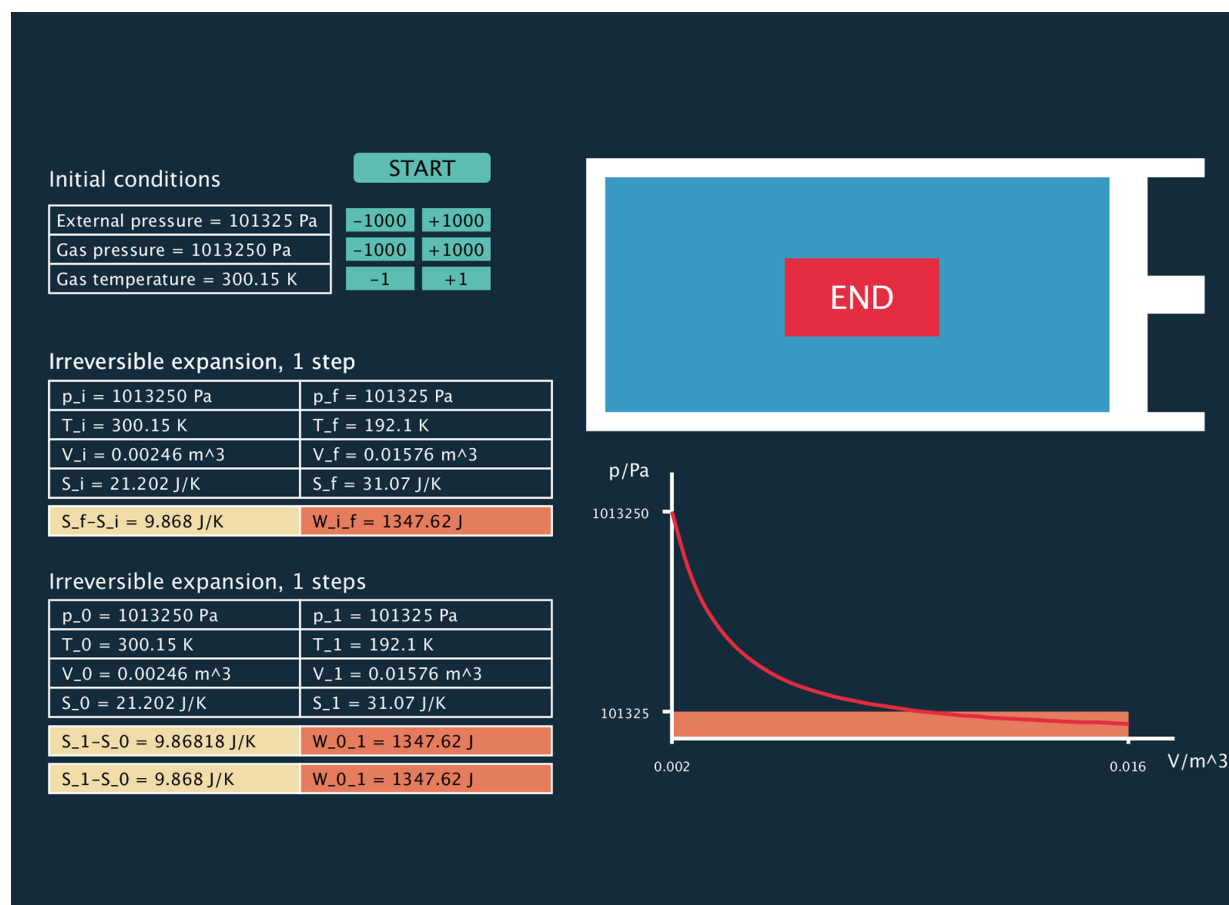 Initial conditions
START
External pressure = 101325 Pa
-1000
+1000
Gas pressure = 1013250 Pa
-1000
+1000
Gas temperature = 300.15 K
-1
+1
Irreversible expansion, 1 step
p_i = 1013250 Pa
p_f = 101325 Pa
T_i = 300.15 K
T_f = 192.1 K
V_i = 0.00246 m^3
V_f = 0.01576 m^3
S_i = 21.202 J/K
S_f = 31.07 J/K
S_f-S_i = 9.868 J/K
W_i_f = 1347.62 J
Irreversible expansion, 1 steps
p_0 = 1013250 Pa
p_1 = 101325 Pa
T_0 = 300.15 K
T_1 = 192.1 K
V_0 = 0.00246 m^3
V_1 = 0.01576 m^3
S_0 = 21.202 J/K
S_1 = 31.07 J/K
S_1-S_0 = 9.86818 J/K
W_0_1 = 1347.62 J
S_1-S_0 = 9.868 J/K
W_0_1 = 1347.62 J
END
p/Pa
1013250
101325
0.002
0.016
V/m^3